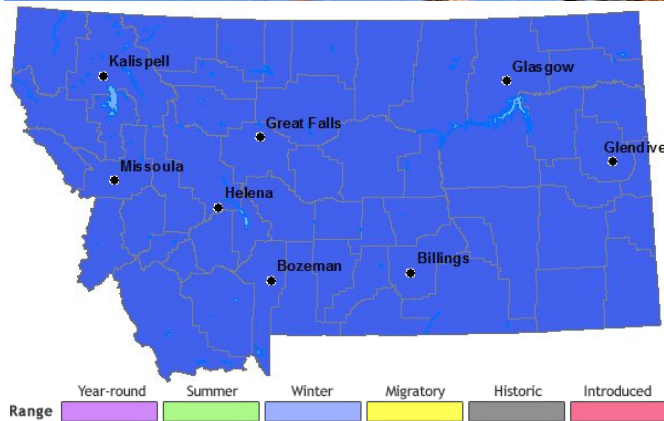 Kalispell
Glasgow
Great Falls
Glendive
Missoula
Helena
Bozeman
Billings
Year-round Summer Winter Migratory Historic Introduced
Range